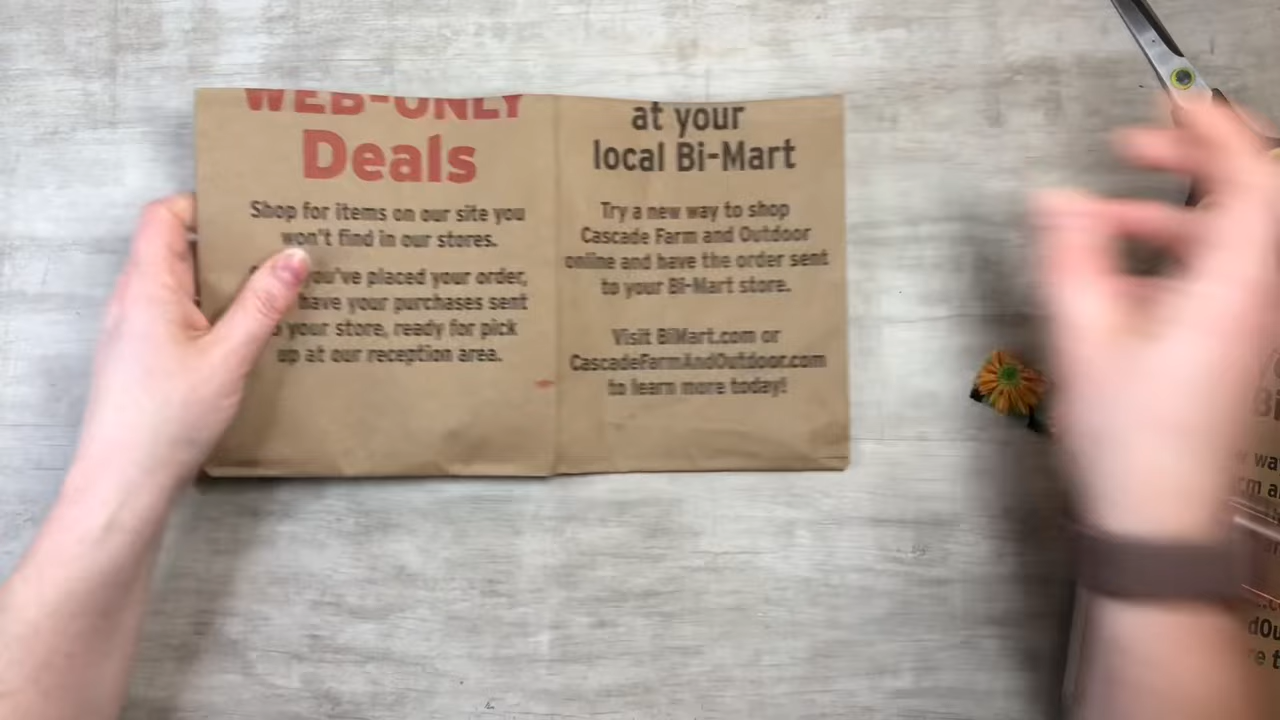 WEB-ONLY
Deals
Shop for items on our site you
won't find in our stores.
you've placed your order,
have your purchases sent
your store, ready for pick
up at our reception area.
at your
local Bi-Mart
Try a new way to shop
Cascade Farm and Outdoor
online and have the order sent
to your Bi-Mart store.
Visit BiMart.com or
CascadeFarmAndOutdoor.com
to learn more today!